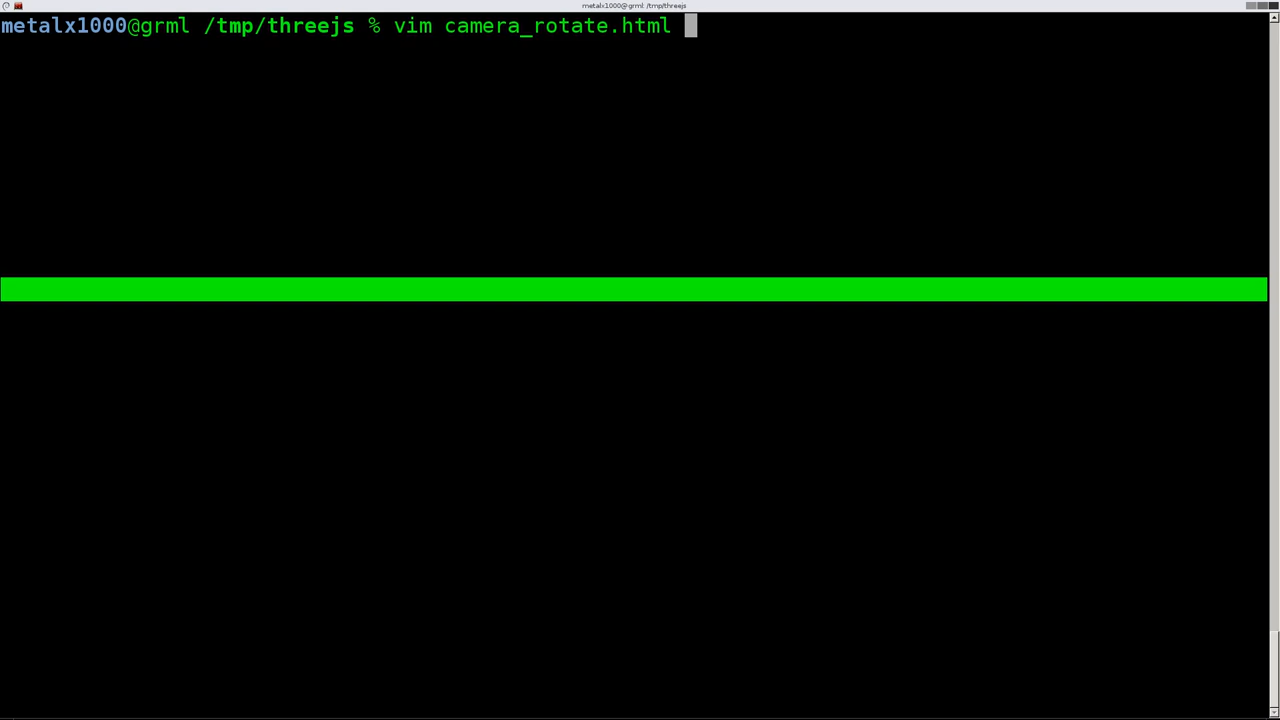 metalx1000@grml: /tmp/threejs
metalx1000@grml /tmp/threejs % vim camera_rotate.html